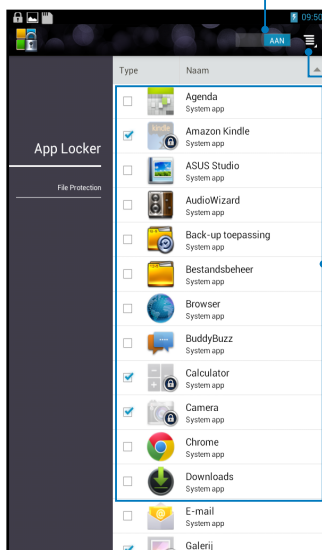 09:50
AAN
Type Naam
App Locker
File Protection
Agenda
System app
kindle
Amazon Kindle
System app
ASUS Studio
System app
AudioWizard
System app
Back-up toepassing
System app
Bestandsbeheer
System app
Browser
System app
BuddyBuzz
System app
Calculator
System app
Camera
System app
Chrome
System app
Downloads
System app
E-mail
System app
Galerij